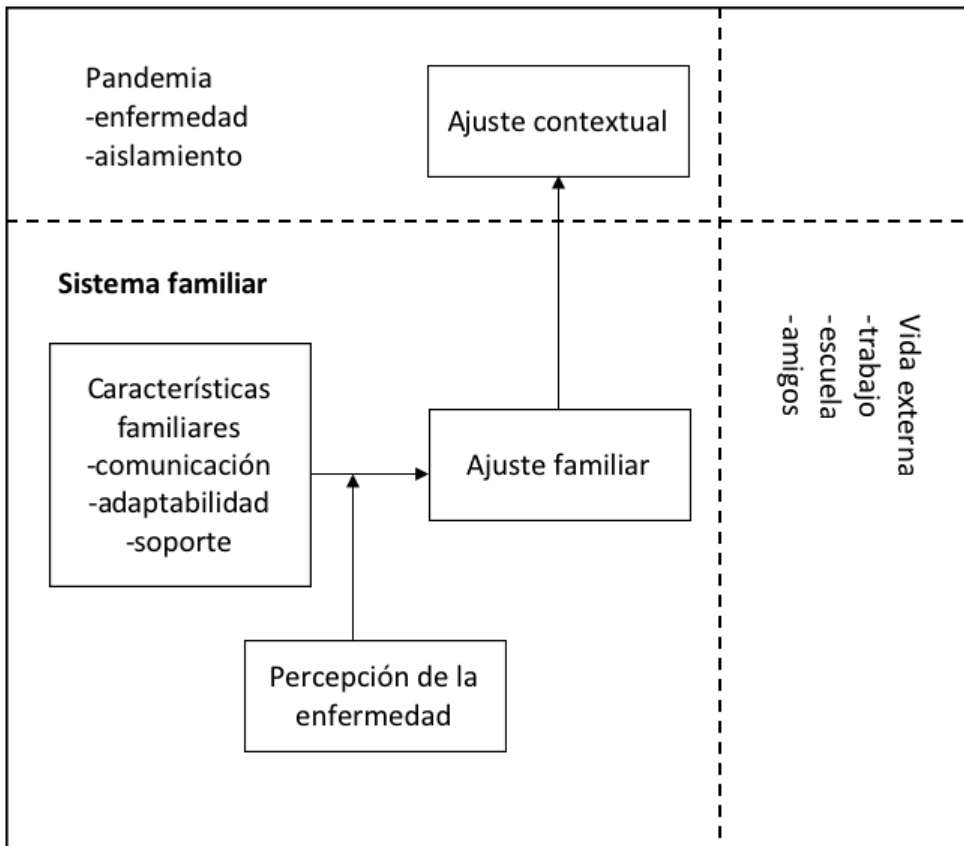 Pandemia
-enfermedad
-aislamiento
Ajuste contextual
Sistema familiar
Características
familiares
-comunicación
-adaptabilidad
-soporte
Ajuste familiar
Percepción de la
enfermedad
Vida externa
-trabajo
-escuela
-amigos